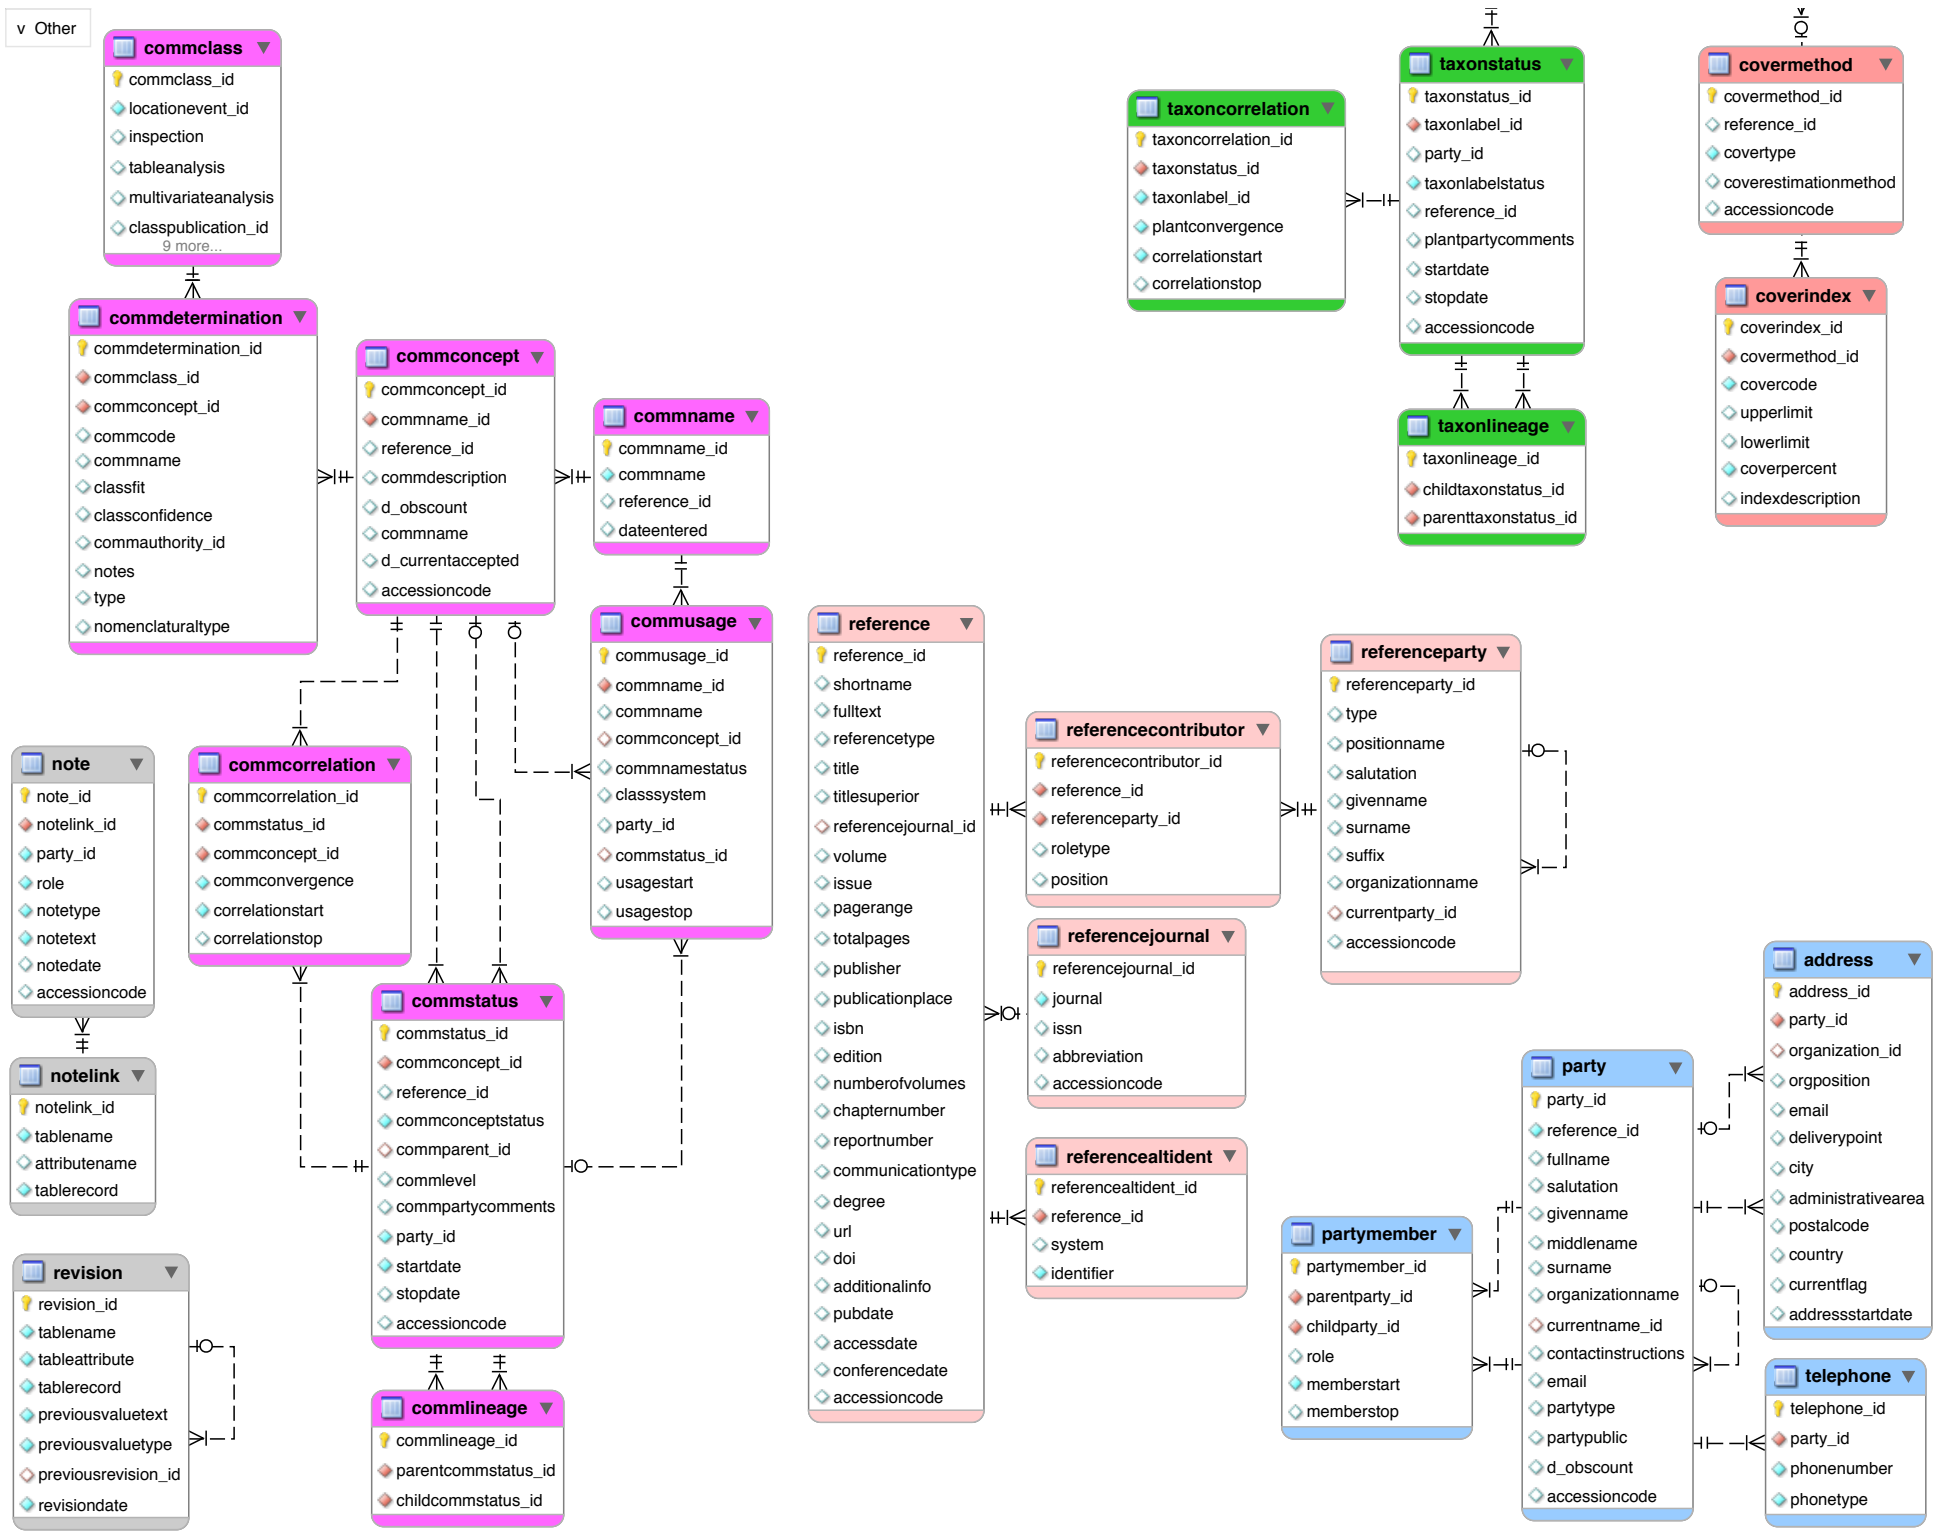 v Other
commclass
commclass_id
locationevent_id
inspection
tableanalysis
multivariateanalysis
classpublication_id
9 more...
commdetermination
commdetermination_id
commclass_id
commconcept_id
commcode
commname
classfit
classconfidence
commauthority_id
notes
type
nomenclaturaltype
commconcept
commconcept_id
commname_id
reference_id
commdescription
d_obscount
commname
d_currentaccepted
accessioncode
commname
commname_id
commname
reference_id
dateentered
commusage
commusage_id
commname_id
commname
commconcept_id
commnamestatus
classsystem
party_id
commstatus_id
usagestart
usagestop
note
note_id
notelink_id
party_id
role
notetype
notetext
notedate
accessioncode
notelink
notelink_id
tablename
attributename
tablerecord
revision
revision_id
tablename
tableattribute
tablerecord
previousvaluetext
previousvaluetype
previousrevision_id
revisiondate
commcorrelation
commcorrelation_id
commstatus_id
commconcept_id
commconvergence
correlationstart
correlationstop
commstatus
commstatus_id
commconcept_id
reference_id
commconceptstatus
commparent_id
commlevel
commpartycomments
party_id
startdate
stopdate
accessioncode
commlineage
commlineage_id
parentcommstatus_id
childcommstatus_id
taxoncorrelation
taxoncorrelation_id
taxonstatus_id
taxonlabel_id
plantconvergence
correlationstart
correlationstop
taxonstatus
taxonstatus_id
taxonlabel_id
party_id
taxonlabelstatus
reference_id
plantpartycomments
startdate
stopdate
accessioncode
taxonlineage
taxonlineage_id
childtaxonstatus_id
parenttaxonstatus_id
covermethod
covermethod_id
reference_id
covertype
coverestimationmethod
accessioncode
coverindex
coverindex_id
covermethod_id
covercode
upperlimit
lowerlimit
coverpercent
indexdescription
reference
reference_id
shortname
fulltext
referencetype
title
titlesuperior
referencejournal_id
volume
issue
pagerange
totalpages
publisher
publicationplace
isbn
edition
numberofvolumes
chapternumber
reportnumber
communicationtype
degree
url
doi
additionalinfo
pubdate
accessdate
conferencedate
accessioncode
referencecontributor
referencecontributor_id
reference_id
referenceparty_id
roletype
position
referencejournal
referencejournal_id
journal
issn
abbreviation
accessioncode
referencealtident
referencealtident_id
reference_id
system
identifier
referenceparty
referenceparty_id
type
positionname
salutation
givenname
surname
suffix
organizationname
currentparty_id
accessioncode
partymember
partymember_id
parentparty_id
childparty_id
role
memberstart
memberstop
party
party_id
reference_id
fullname
salutation
givenname
middlename
surname
organizationname
currentname_id
contactinstructions
email
partytype
partypublic
d_obscount
accessioncode
address
address_id
party_id
organization_id
orgposition
email
deliverypoint
city
administrativearea
postalcode
country
currentflag
addressstartdate
telephone
telephone_id
party_id
phonenumber
phonetype